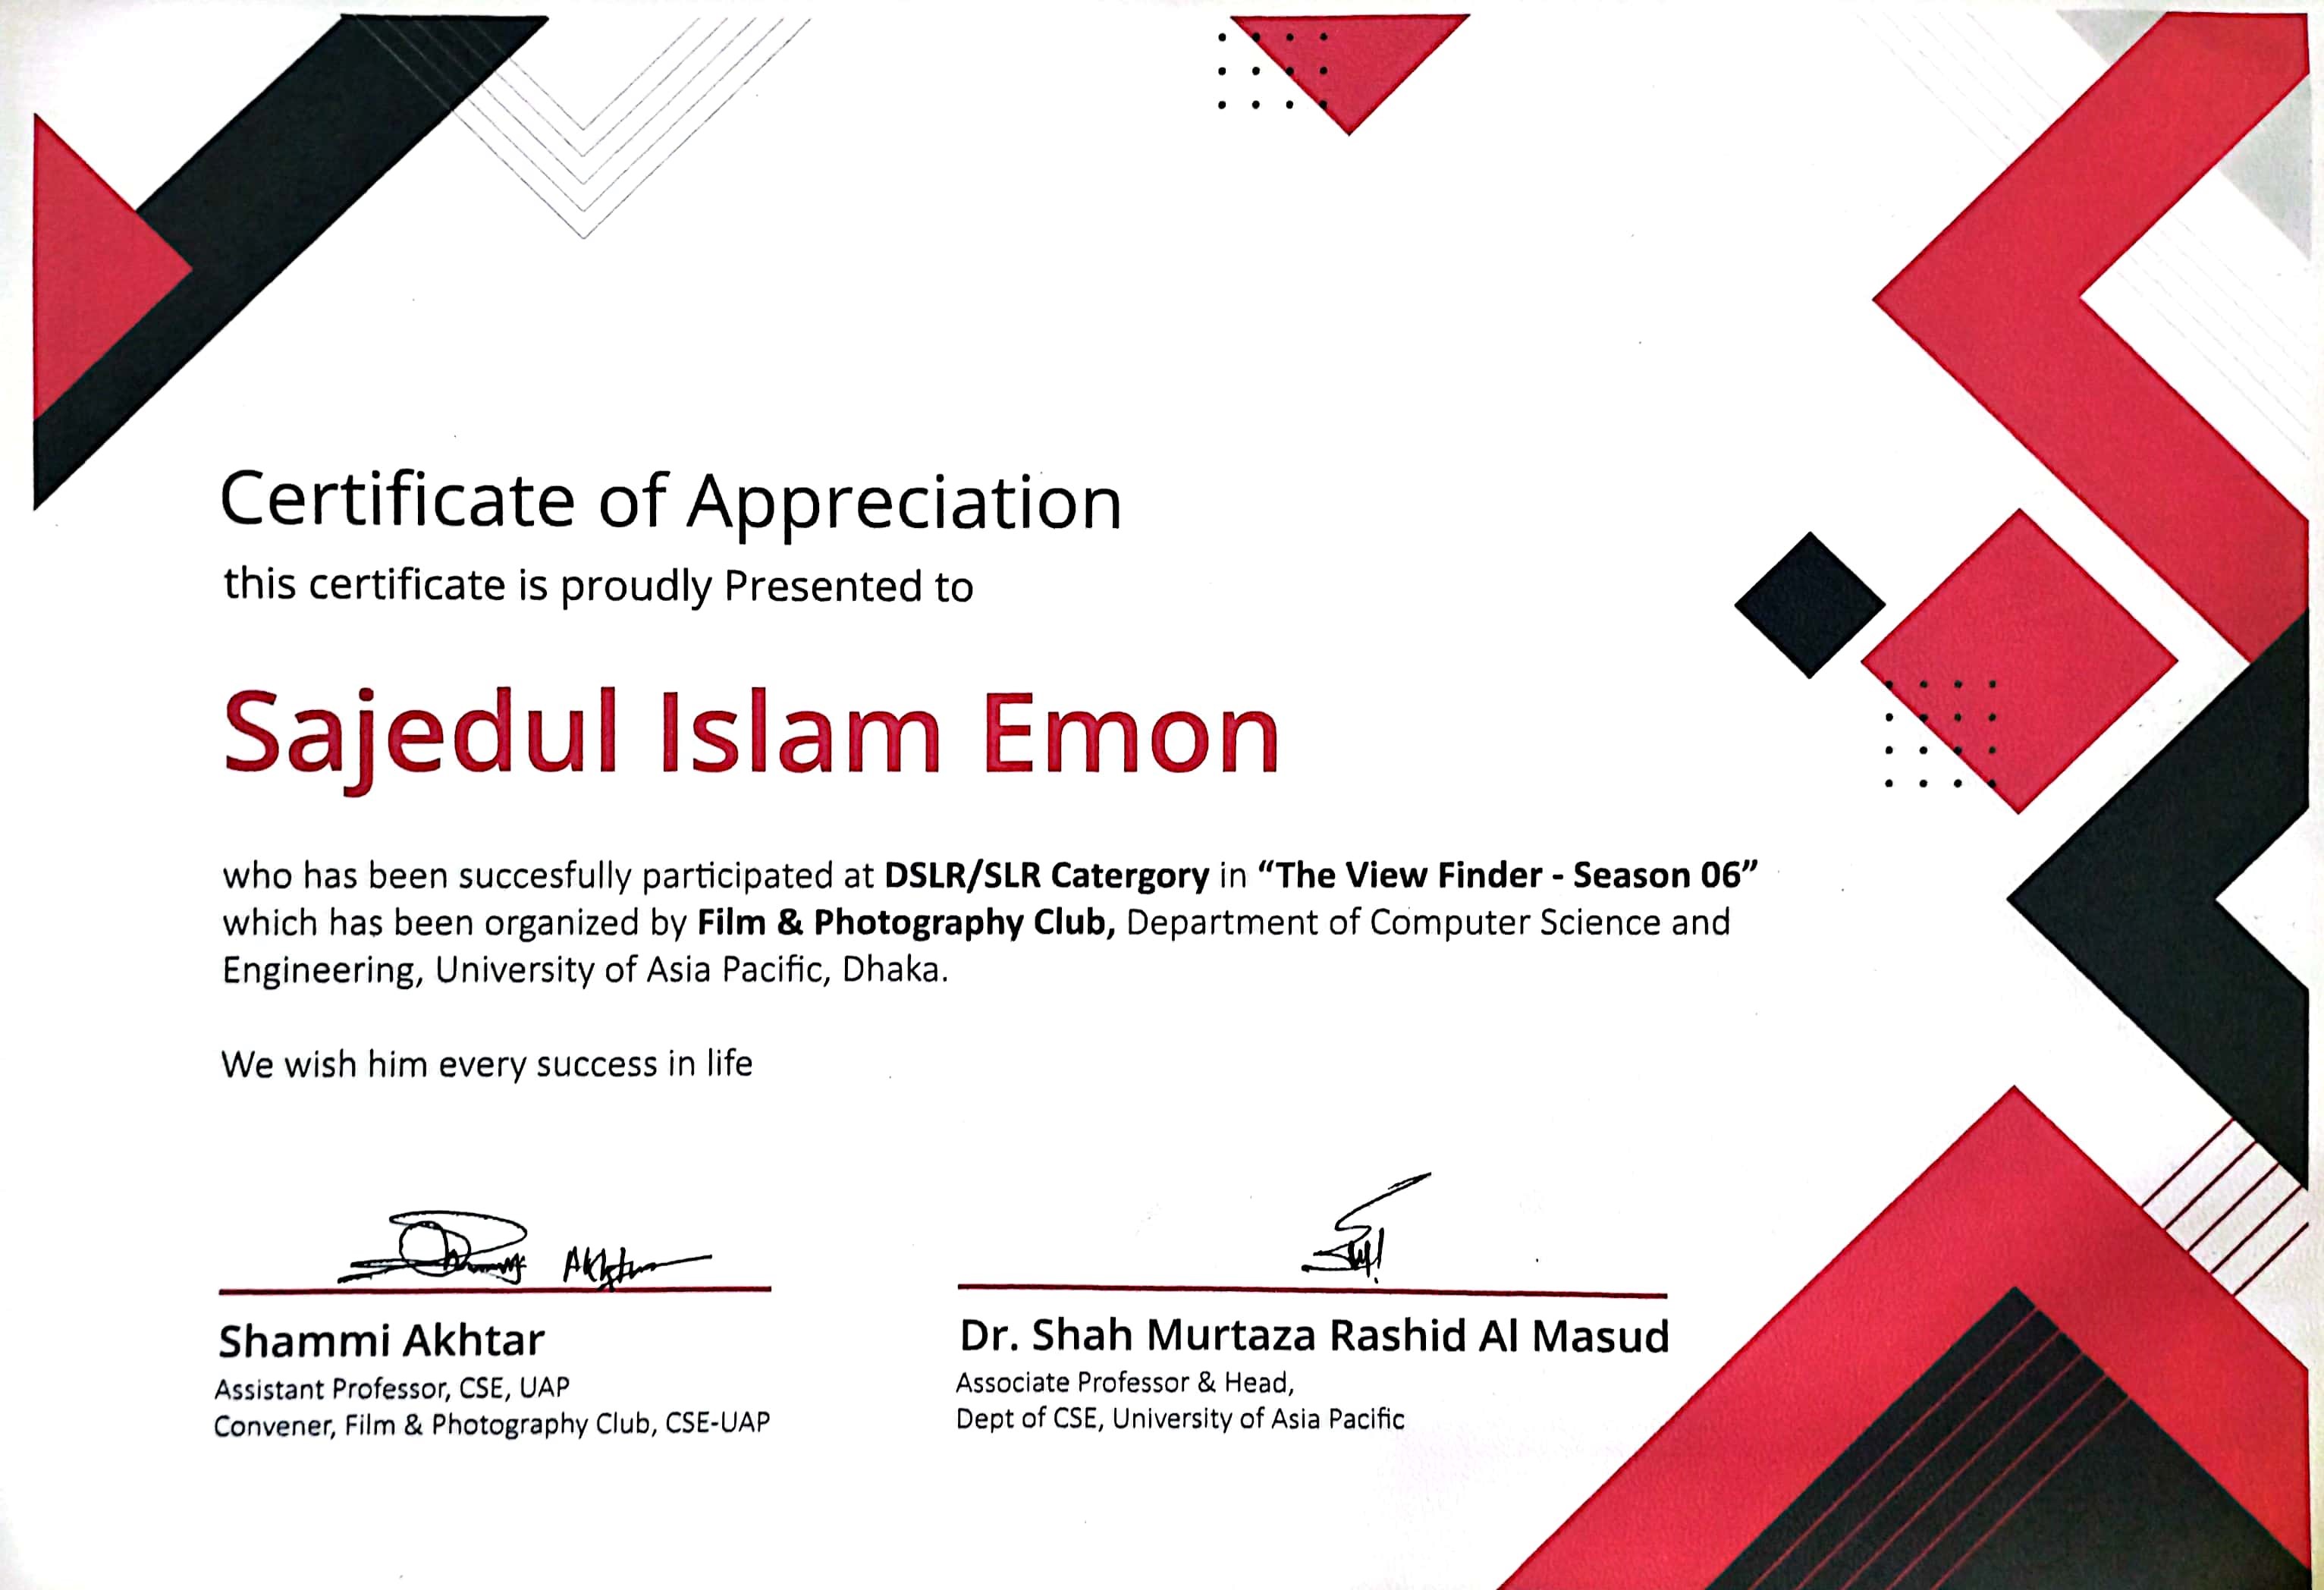 Certificate of Appreciation
this certificate is proudly Presented to
Sajedul Islam Emon
who has been succesfully participated at DSLR/SLR Catergory in “The View Finder - Season 06”
which has been organized by Film & Photography Club, Department of Computer Science and
Engineering, University of Asia Pacific, Dhaka.
We wish him every success in life
Akhtar
Shammi Akhtar
Assistant Professor, CSE, UAP
Convener, Film & Photography Club, CSE-UAP
Dr. Shah Murtaza Rashid Al Masud
Associate Professor & Head,
Dept of CSE, University of Asia Pacific